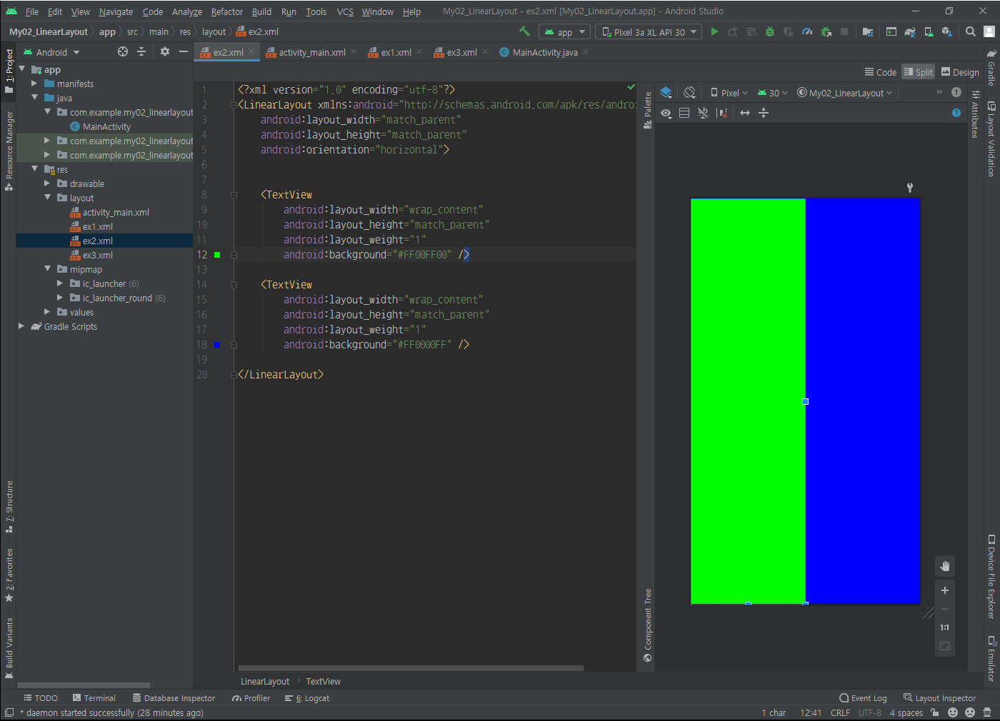 File Edit View Navigate Code Analyze Refactor Build Run Tools VCS Window Help My02_LinearLayout - ex2.xml [My02_LinearLayout.app] - Android Studio
My02_LinearLayout app src main res layout ex2.xml app Pixel 3a XL API 30
Android ex2.xml activity_main.xml ex1.xml ex3.xml MainActivity.java
Code Split Design
1: Project
Resource Manager
7: Structure
2: Favorites
Build Variants
app
manifests
java
com.example.my02_linearlayout
MainActivity
com.example.my02_linearlayout
com.example.my02_linearlayout
res
drawable
layout
activity_main.xml
ex1.xml
ex2.xml
ex3.xml
mipmap
ic_launcher (6)
ic_launcher_round (6)
values
Gradle Scripts
1 <?xml version="1.0" encoding="utf-8"?>
2 <LinearLayout xmlns:android="http://schemas.android.com/apk/res/androi
3 android:layout_width="match_parent"
4 android:layout_height="match_parent"
5 android:orientation="horizontal">
6
7
8 <TextView
9 android:layout_width="wrap_content"
10 android:layout_height="match_parent"
11 android:layout_weight="1"
12 android:background="#FF00FF00" />
13
14 <TextView
15 android:layout_width="wrap_content"
16 android:layout_height="match_parent"
17 android:layout_weight="1"
18 android:background="#FF0000FF" />
19
20 </LinearLayout>
LinearLayout TextView
Palette
Component Tree
Pixel 30 My02_LinearLayout »
1:1
Attributes
Gradle
Layout Validation
Device File Explorer
Emulator
TODO Terminal Database Inspector Profiler 6: Logcat Event Log Layout Inspector
* daemon started successfully (28 minutes ago) 1 char 12:41 CRLF UTF-8 4 spaces